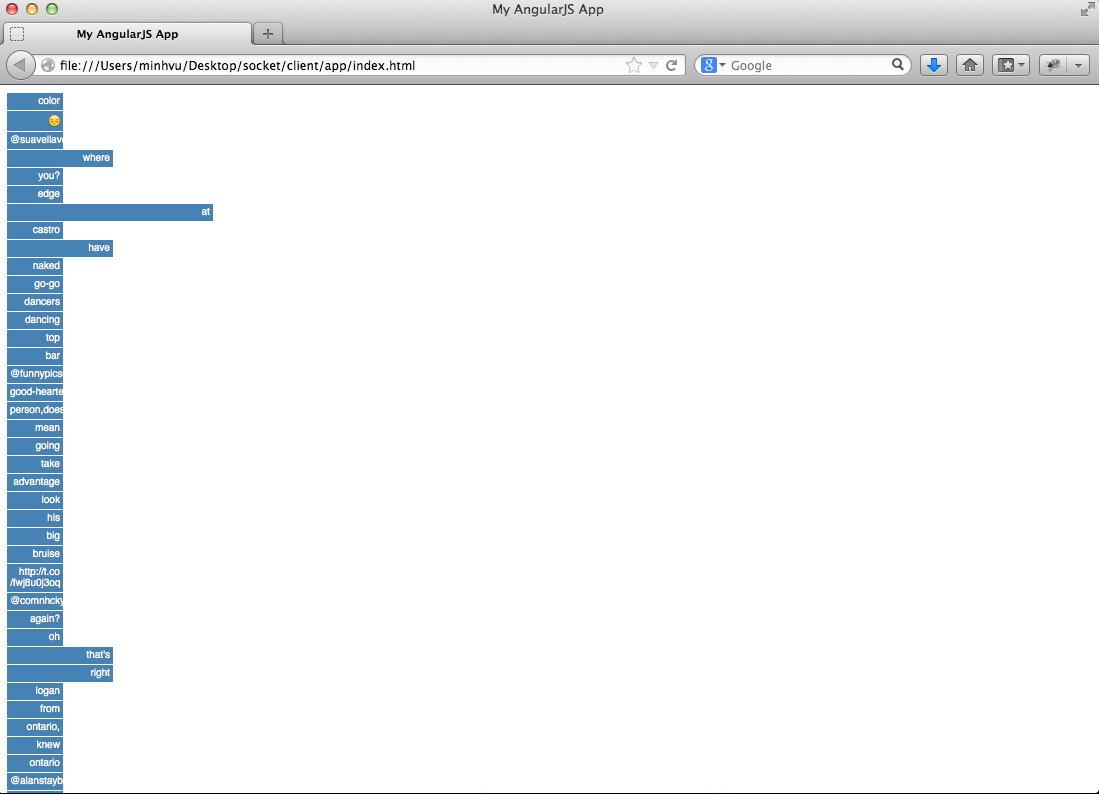 My AngularJS App
My AngularJS App
file:///Users/minhvu/Desktop/socket/client/app/index.html
Google
color
😔
@suavellave
where
you?
edge
at
castro
have
naked
go-go
dancers
dancing
top
bar
@funnypics
good-hearte
person,does
mean
going
take
advantage
look
his
big
bruise
http://t.co
/fwj8u0j3oq
@comnhcky
again?
oh
that's
right
logan
from
ontario,
knew
ontario
@alanstayb